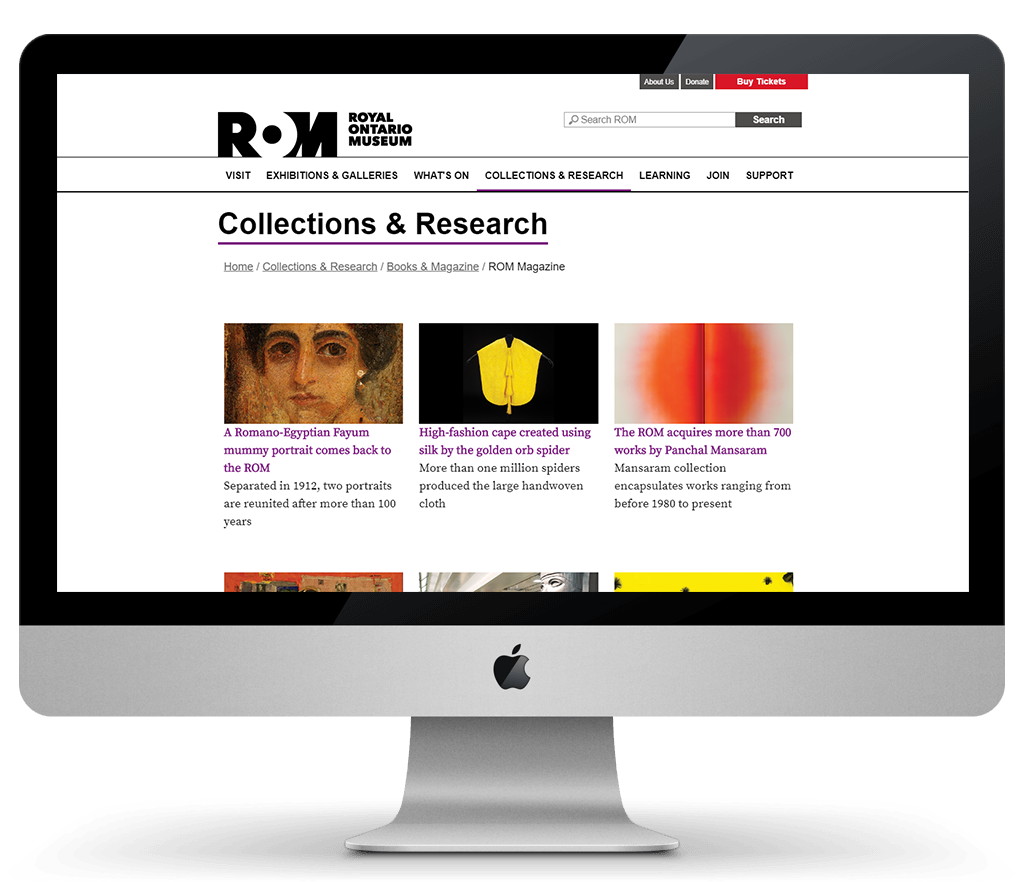 About Us Donate Buy Tickets
ROM ROYAL
ONTARIO
MUSEUM
Search ROM Search
VISIT EXHIBITIONS & GALLERIES WHAT'S ON COLLECTIONS & RESEARCH LEARNING JOIN SUPPORT
Collections & Research
Home / Collections & Research / Books & Magazine / ROM Magazine
A Romano-Egyptian Fayum
mummy portrait comes back to
the ROM
Separated in 1912, two portraits
are reunited after more than 100
years
High-fashion cape created using
silk by the golden orb spider
More than one million spiders
produced the large handwoven
cloth
The ROM acquires more than 700
works by Panchal Mansaram
Mansaram collection
encapsulates works ranging from
before 1980 to present